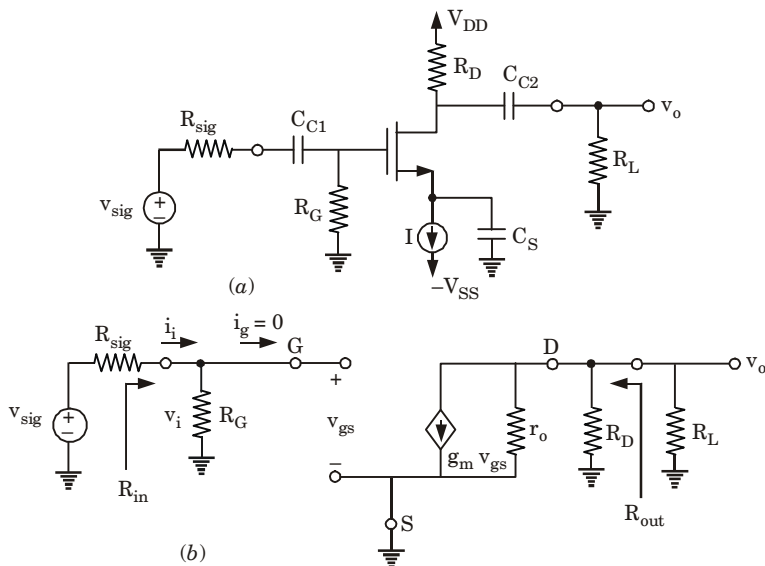 V_DD
R_D
C_C2
R_sig
C_C1
v_o
R_L
v_sig
+
−
R_G
I
C_S
−V_SS
(a)
R_sig
i_i
i_g = 0
G
D
v_o
+
v_sig
+
−
v_i
R_G
v_gs
g_m v_gs
r_o
R_D
R_L
−
R_in
S
R_out
(b)